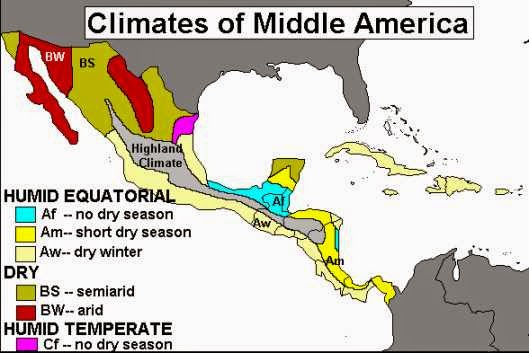 Climates of Middle America
BW
BS
Highland
Climate
Af
Aw
Am
HUMID EQUATORIAL
Af -- no dry season
Am-- short dry season
Aw-- dry winter
DRY
BS -- semiarid
BW-- arid
HUMID TEMPERATE
Cf -- no dry season